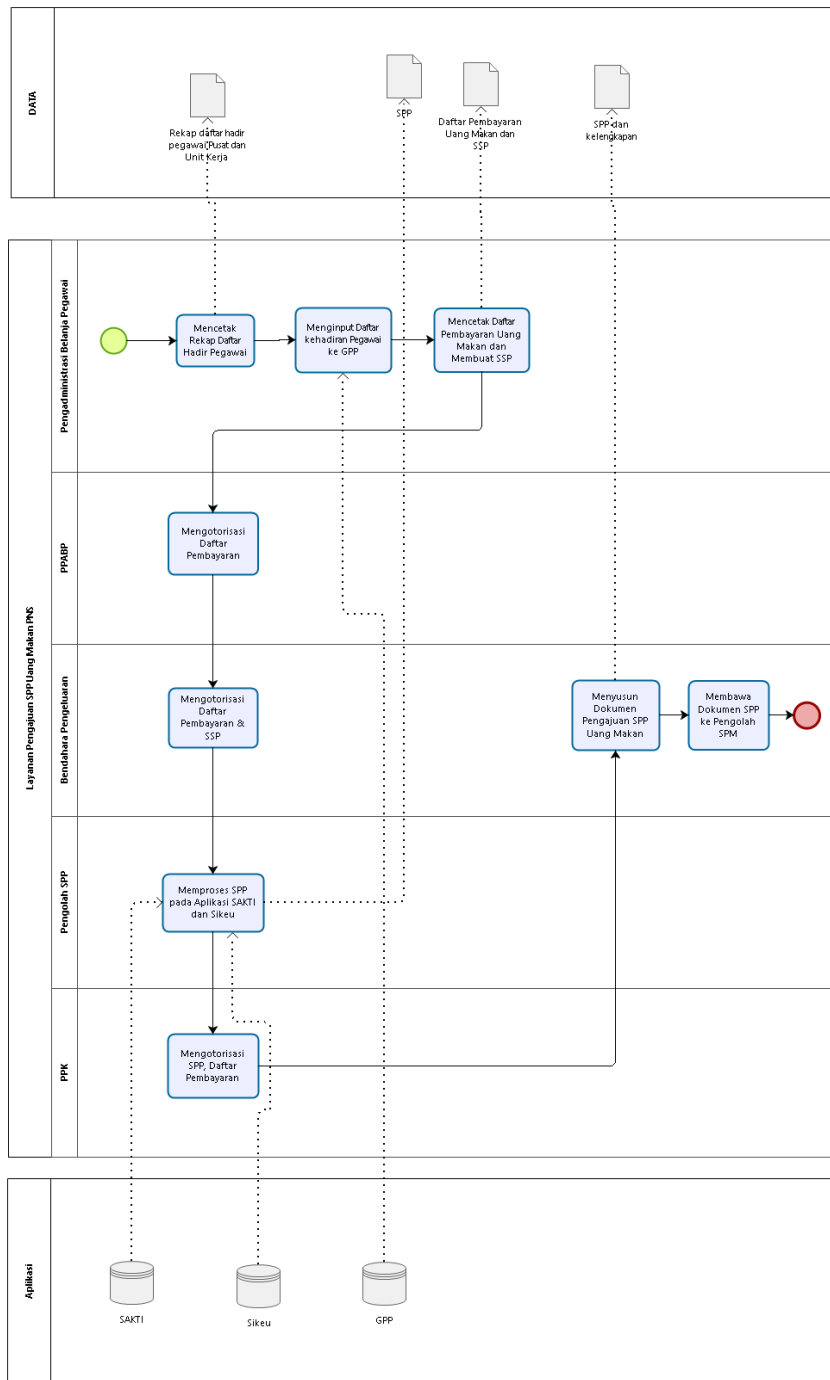 DATA
Rekap daftar hadir
pegawai Pusat dan
Unit Kerja
SPP
Daftar Pembayaran
Uang Makan dan
SSP
SPP dan
kelengkapan
Layanan Pengajuan SPP Uang Makan PNS
Pengadministrasi Belanja Pegawai
Mencetak
Rekap Daftar
Hadir Pegawai
Menginput Daftar
kehadiran Pegawai
ke GPP
Mencetak Daftar
Pembayaran Uang
Makan dan
Membuat SSP
PPABP
Mengotorisasi
Daftar
Pembayaran
Bendahara Pengeluaran
Mengotorisasi
Daftar
Pembayaran &
SSP
Menyusun
Dokumen
Pengajuan SPP
Uang Makan
Membawa
Dokumen SPP
ke Pengolah
SPM
Pengolah SPP
Memproses SPP
pada Aplikasi SAKTI
dan Sikeu
PPK
Mengotorisasi
SPP, Daftar
Pembayaran
Aplikasi
SAKTI
Sikeu
GPP